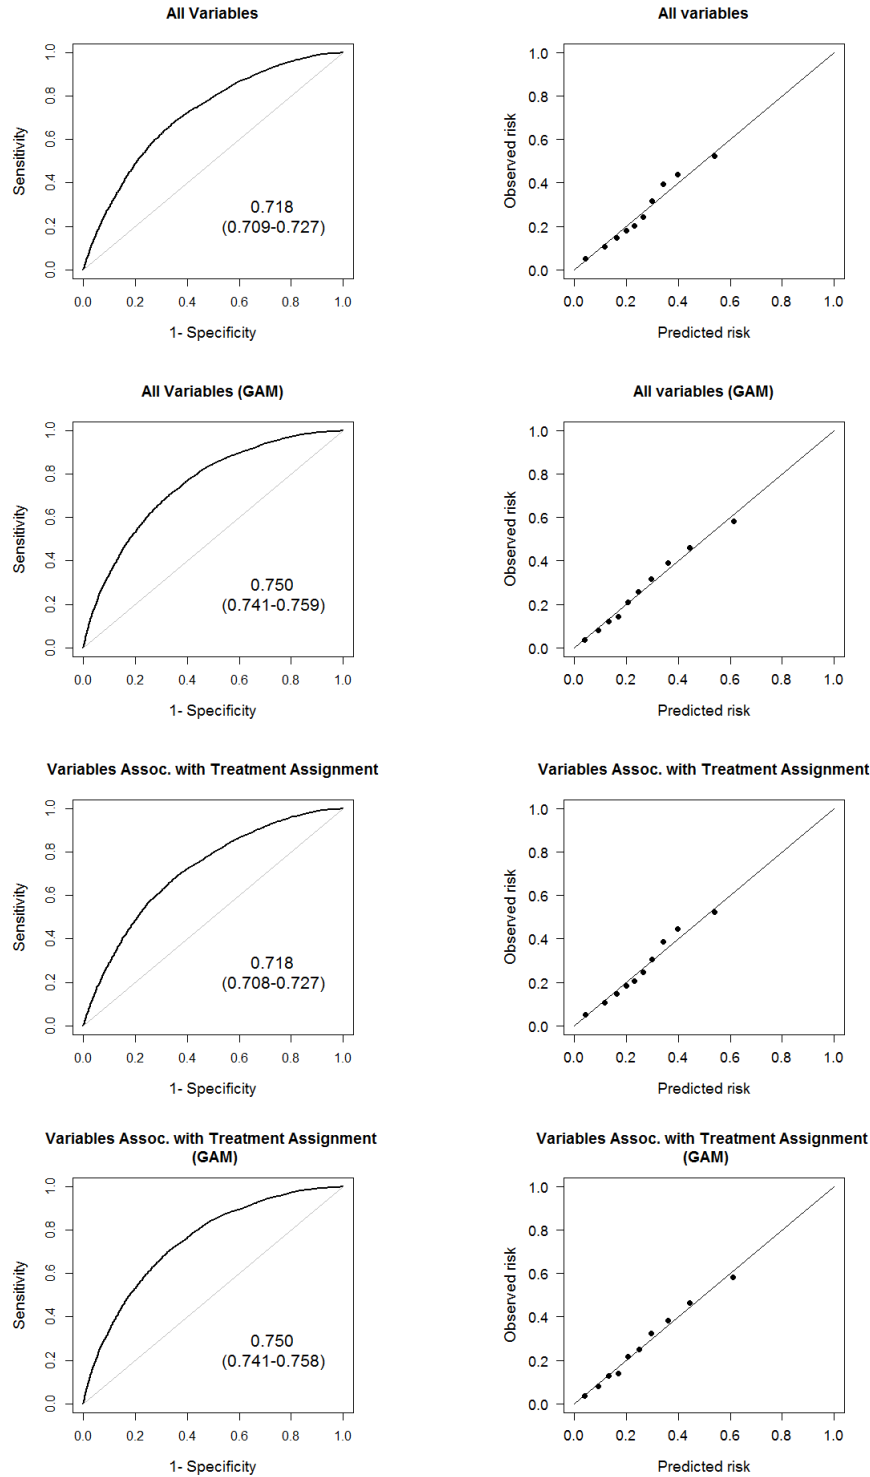 All Variables
1.0
0.8
0.6
0.4
0.2
0.0
Sensitivity
0.718
(0.709-0.727)
0.0 0.2 0.4 0.6 0.8 1.0
1- Specificity
All variables
1.0
0.8
0.6
0.4
0.2
0.0
Observed risk
0.0 0.2 0.4 0.6 0.8 1.0
Predicted risk
All Variables (GAM)
1.0
0.8
0.6
0.4
0.2
0.0
Sensitivity
0.750
(0.741-0.759)
0.0 0.2 0.4 0.6 0.8 1.0
1- Specificity
All variables (GAM)
1.0
0.8
0.6
0.4
0.2
0.0
Observed risk
0.0 0.2 0.4 0.6 0.8 1.0
Predicted risk
Variables Assoc. with Treatment Assignment
1.0
0.8
0.6
0.4
0.2
0.0
Sensitivity
0.718
(0.708-0.727)
0.0 0.2 0.4 0.6 0.8 1.0
1- Specificity
Variables Assoc. with Treatment Assignment
1.0
0.8
0.6
0.4
0.2
0.0
Observed risk
0.0 0.2 0.4 0.6 0.8 1.0
Predicted risk
Variables Assoc. with Treatment Assignment
(GAM)
1.0
0.8
0.6
0.4
0.2
0.0
Sensitivity
0.750
(0.741-0.758)
0.0 0.2 0.4 0.6 0.8 1.0
1- Specificity
Variables Assoc. with Treatment Assignment
(GAM)
1.0
0.8
0.6
0.4
0.2
0.0
Observed risk
0.0 0.2 0.4 0.6 0.8 1.0
Predicted risk